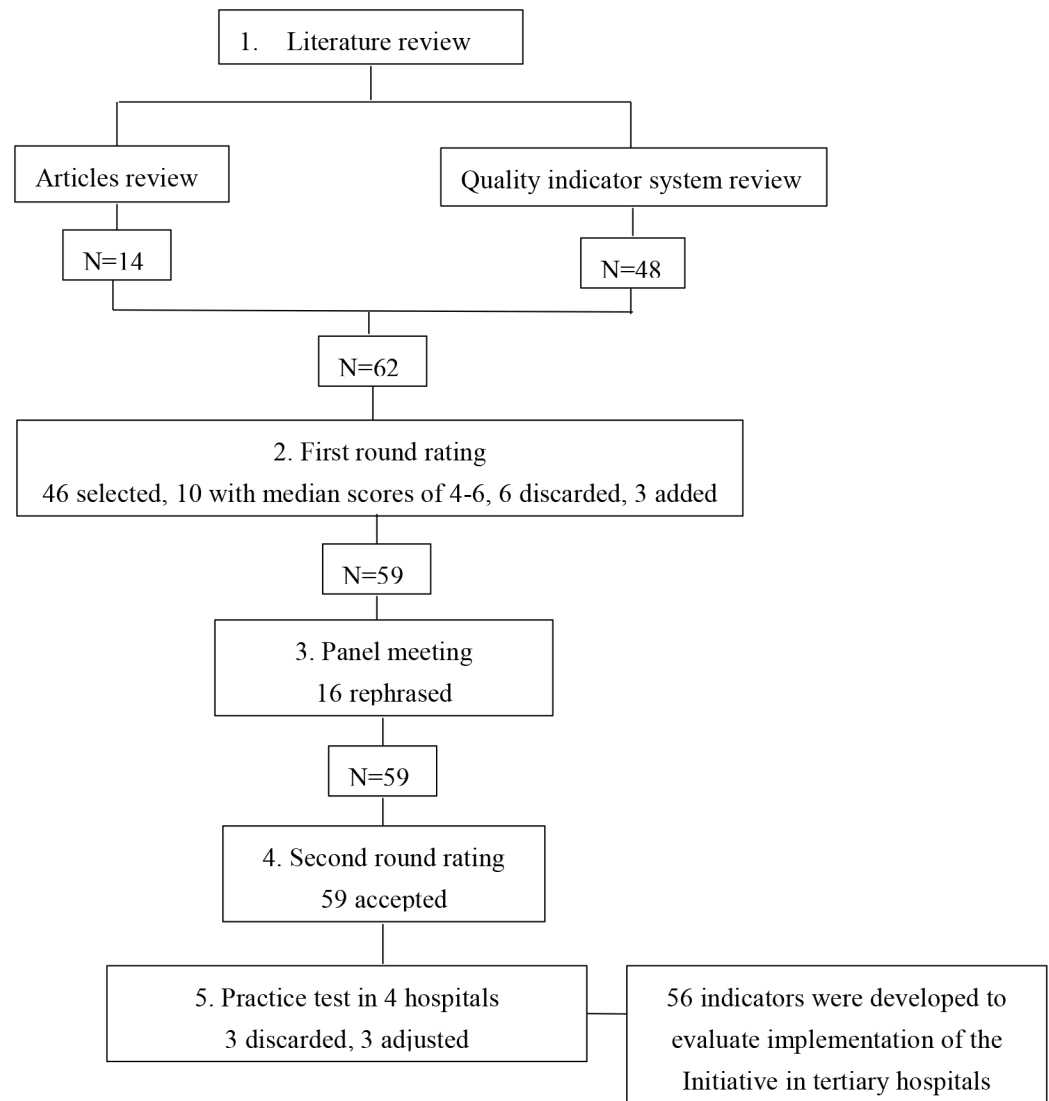 1. Literature review
Articles review
Quality indicator system review
N=14
N=48
N=62
2. First round rating
46 selected, 10 with median scores of 4-6, 6 discarded, 3 added
N=59
3. Panel meeting
16 rephrased
N=59
4. Second round rating
59 accepted
5. Practice test in 4 hospitals
3 discarded, 3 adjusted
56 indicators were developed to
evaluate implementation of the
Initiative in tertiary hospitals